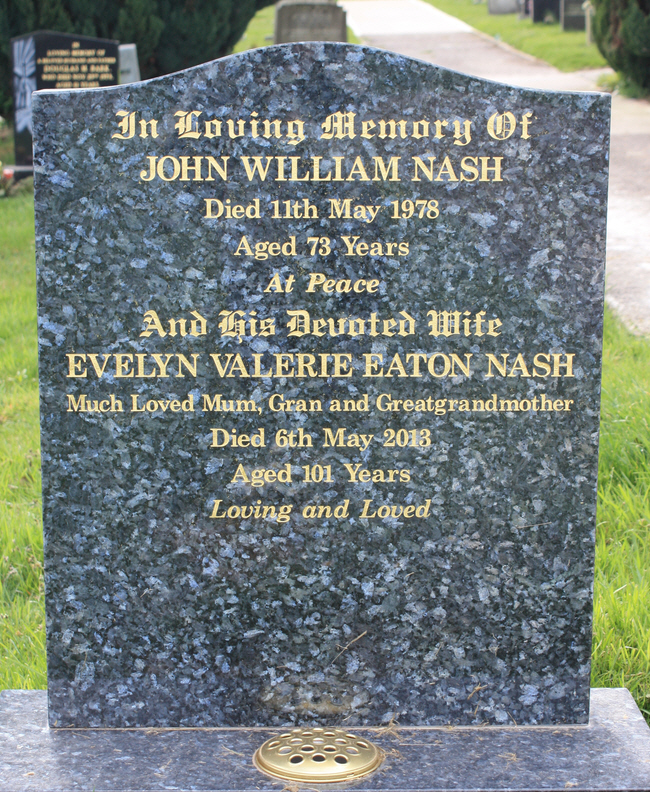 In Loving Memory Of
JOHN WILLIAM NASH
Died 11th May 1978
Aged 73 Years
At Peace
And His Devoted Wife
EVELYN VALERIE EATON NASH
Much Loved Mum, Gran and Greatgrandmother
Died 6th May 2013
Aged 101 Years
Loving and Loved